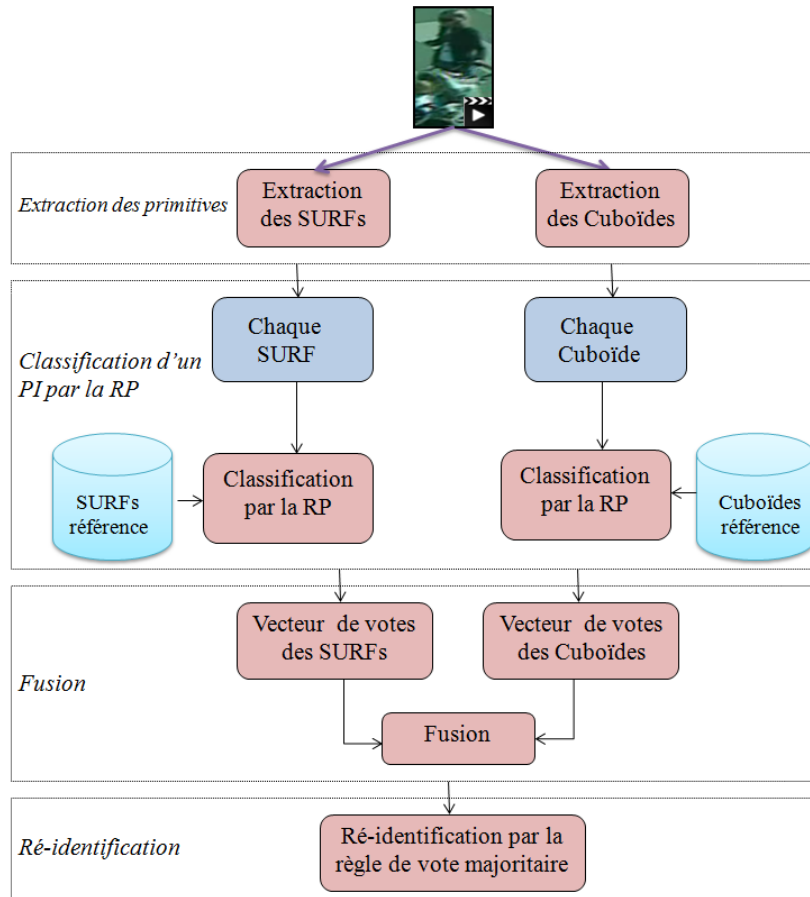 Extraction des primitives
Extraction
des SURFs
Extraction
des Cuboïdes
Classification d'un
PI par la RP
Chaque
SURF
Chaque
Cuboïde
SURFs
référence
Classification
par la RP
Classification
par la RP
Cuboïdes
référence
Fusion
Vecteur de votes
des SURFs
Vecteur de votes
des Cuboïdes
Fusion
Ré-identification
Ré-identification par la
règle de vote majoritaire